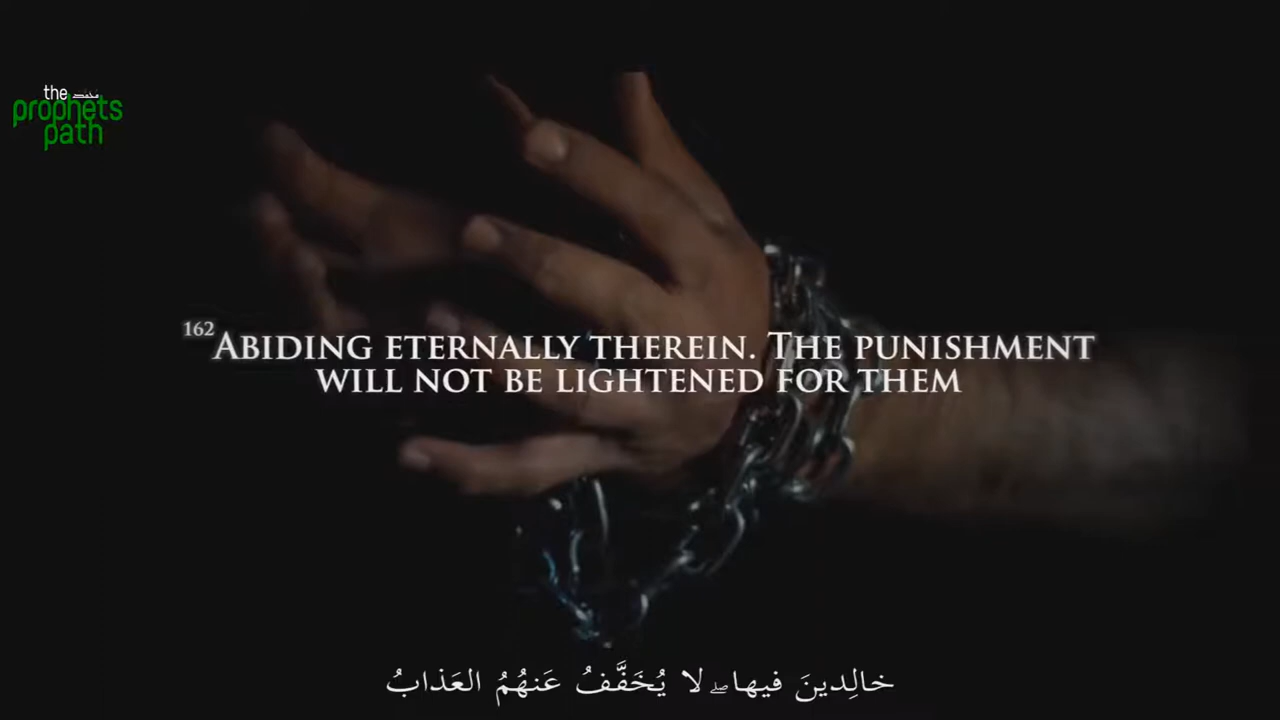 the محمد
prophets
path
162 ABIDING ETERNALLY THEREIN. THE PUNISHMENT
WILL NOT BE LIGHTENED FOR THEM
خالِدينَ فيها ۖ لا يُخَفَّفُ عَنهُمُ العَذابُ